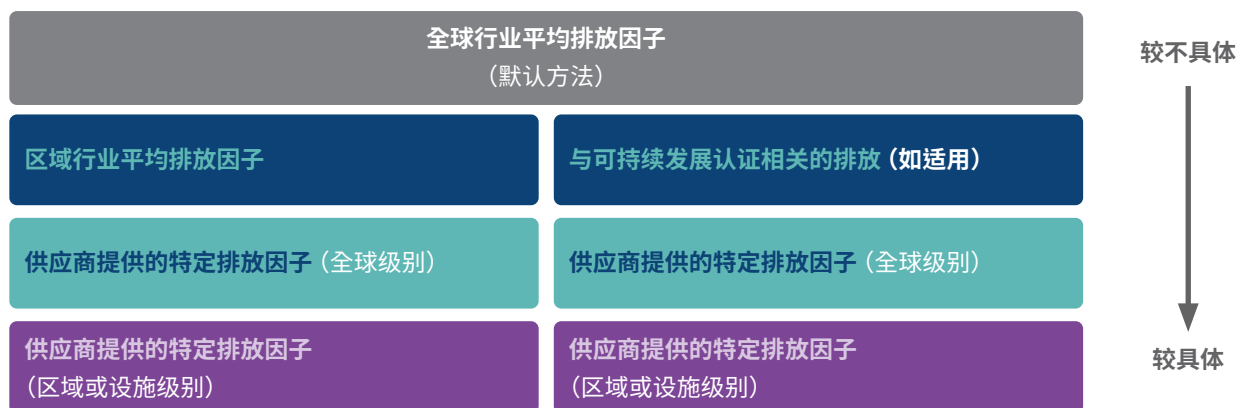 全球行业平均排放因子
（默认方法）
较不具体
区域行业平均排放因子
与可持续发展认证相关的排放（如适用）
供应商提供的特定排放因子（全球级别）
供应商提供的特定排放因子（全球级别）
供应商提供的特定排放因子
（区域或设施级别）
供应商提供的特定排放因子
（区域或设施级别）
较具体